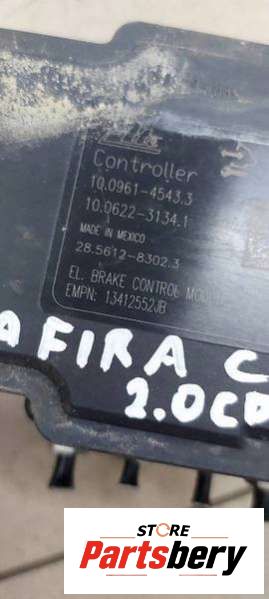 Controller
10.0961-4543.3
10.0622-3134.1
MADE IN MEXICO
28.5612-8302.3
EL. BRAKE CONTROL
EMPN: 13412552JB
AFIRA C
2.0CD
STORE
Partsbery